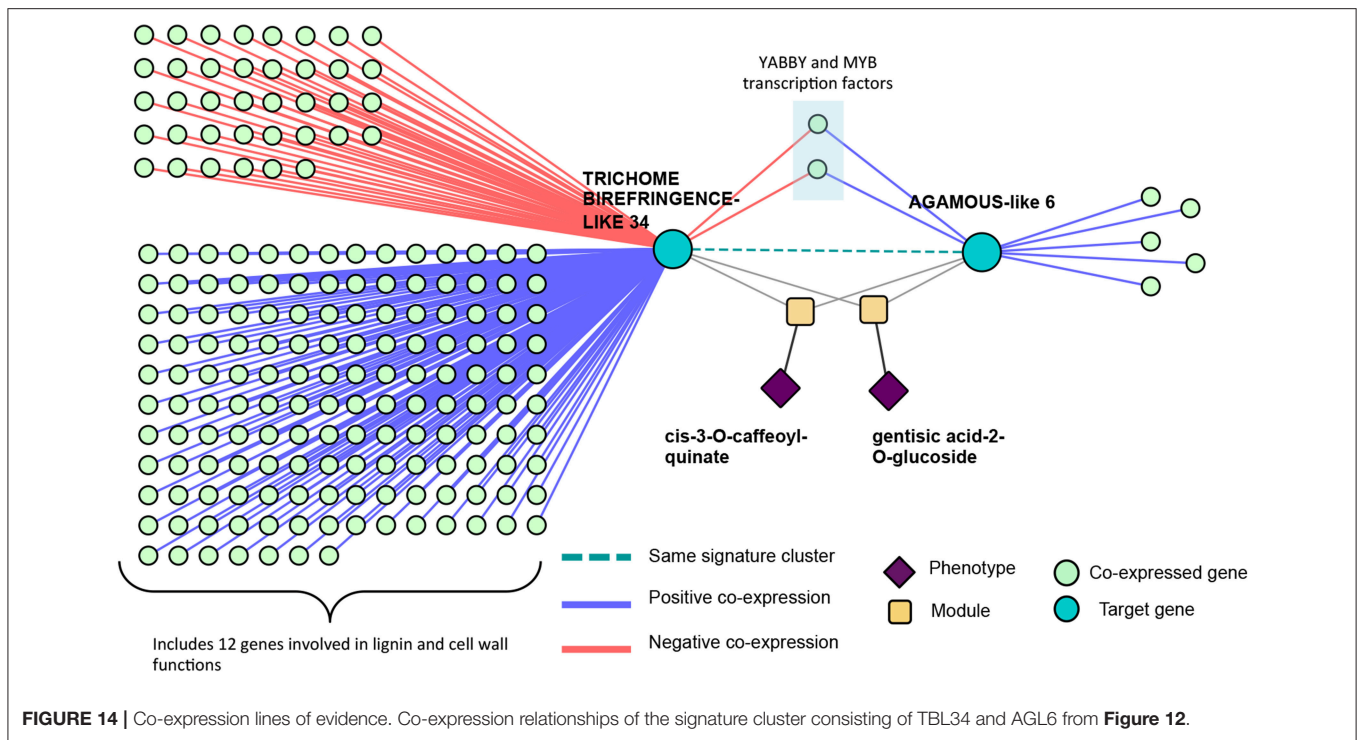 YABBY and MYB
transcription factors
TRICHOME
BIREFRINGENCE-
LIKE 34
AGAMOUS-like 6
cis-3-O-caffeoyl-
quinate
gentisic acid-2-
O-glucoside
Includes 12 genes involved in lignin and cell wall
functions
Same signature cluster
Positive co-expression
Negative co-expression
Phenotype
Module
Co-expressed gene
Target gene
FIGURE 14 | Co-expression lines of evidence. Co-expression relationships of the signature cluster consisting of TBL34 and AGL6 from Figure 12.